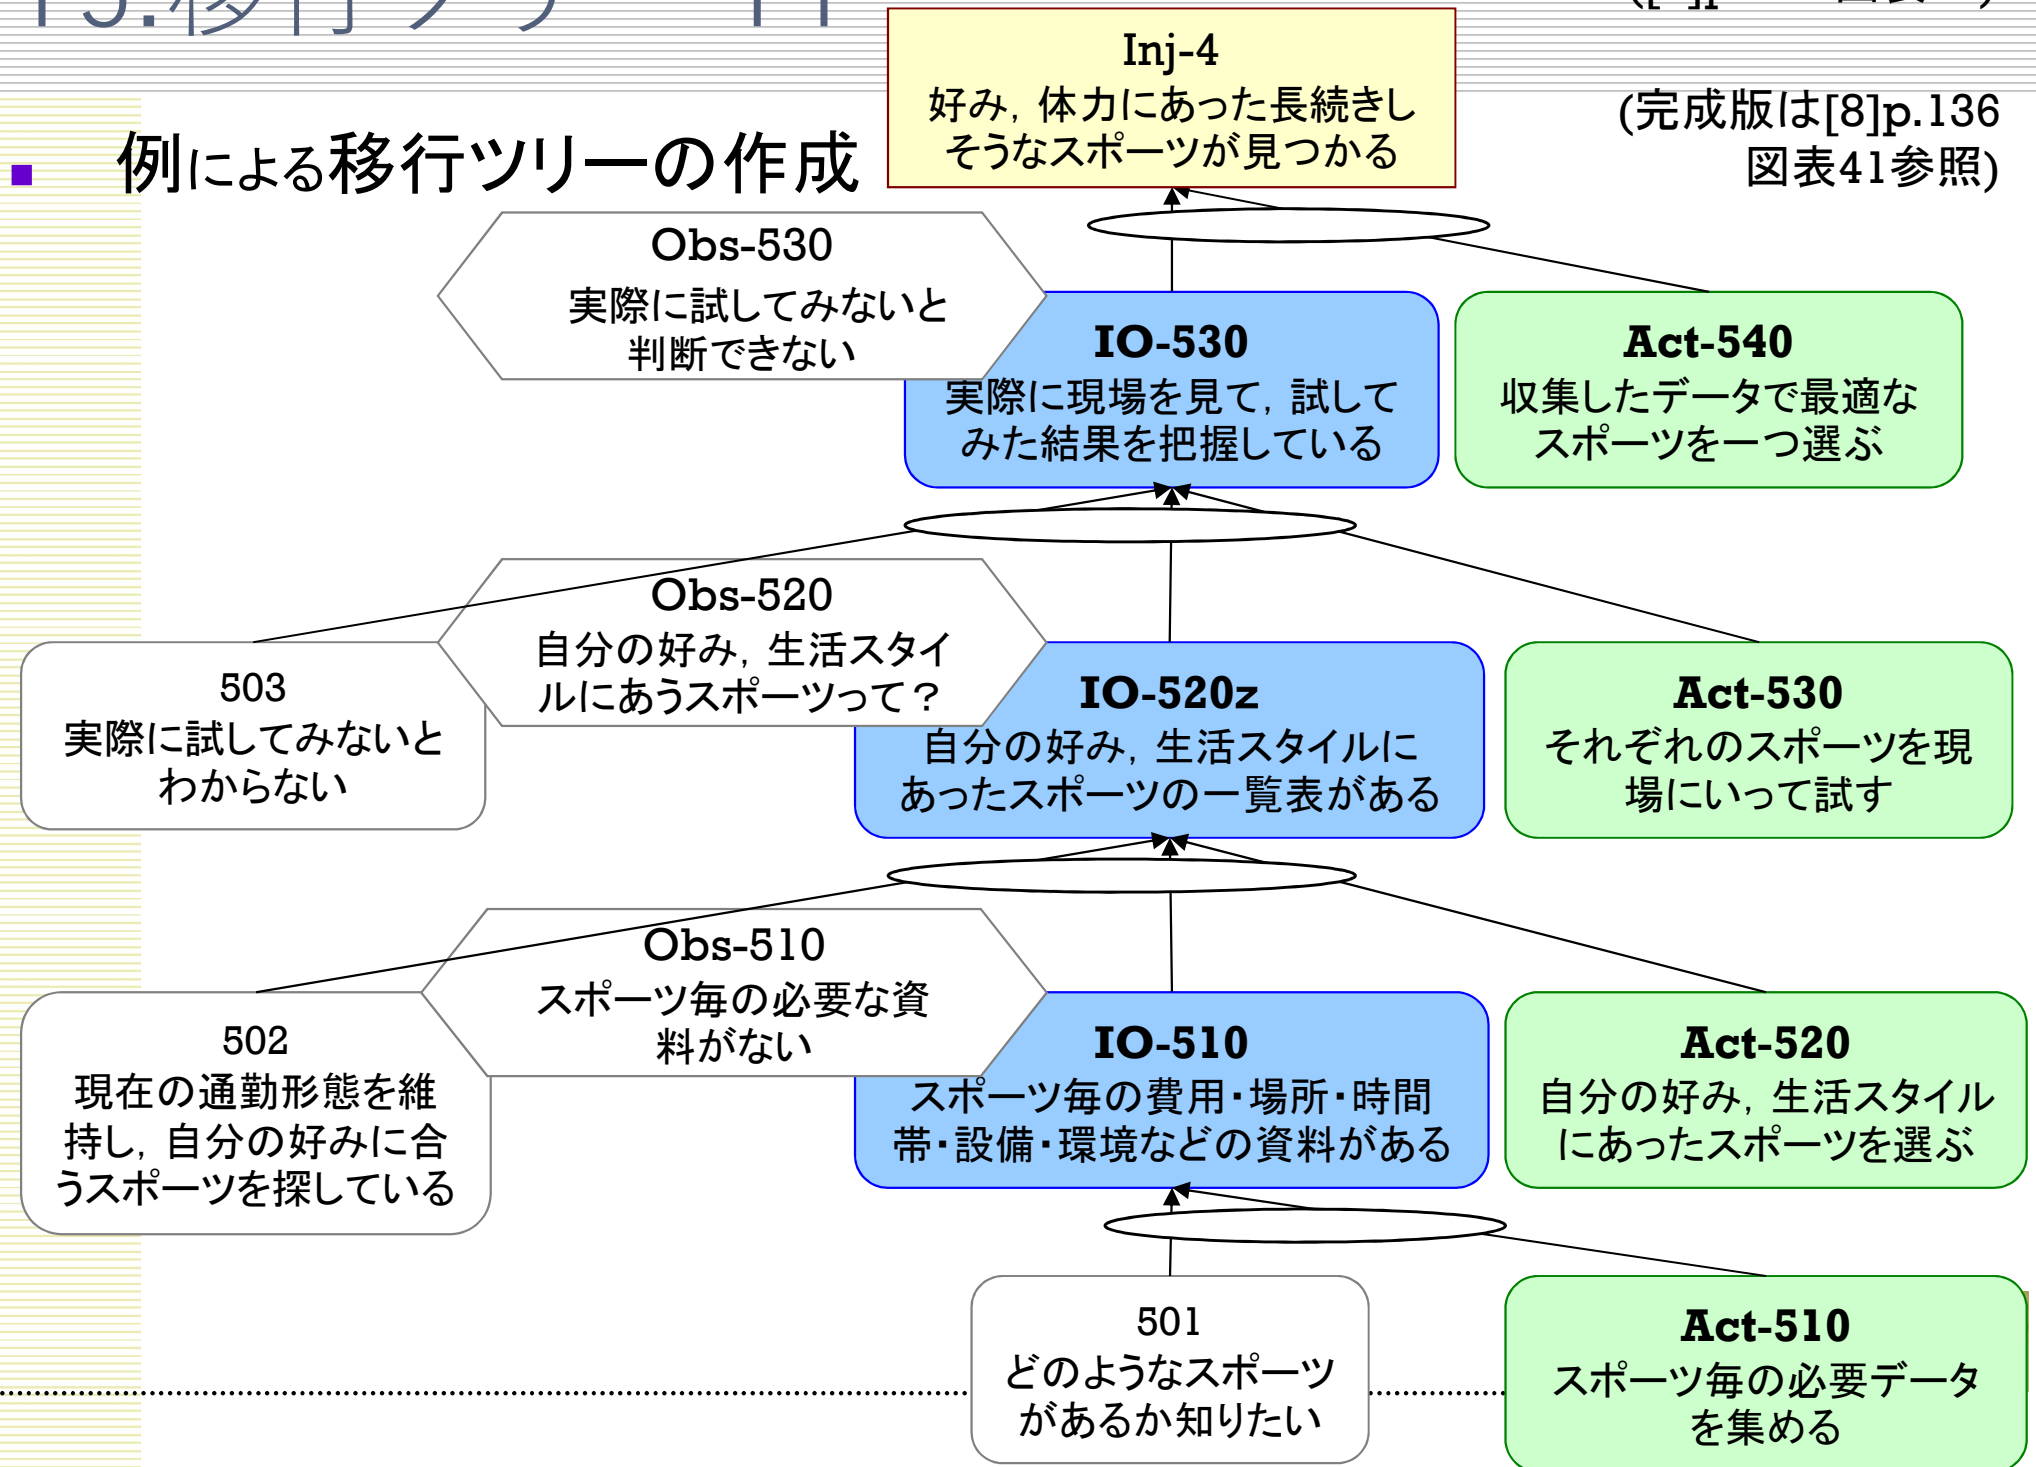 例による移行ツリーの作成
(完成版は[8]p.136
図表41参照)
Inj-4
好み，体力にあった長続きし
そうなスポーツが見つかる
Obs-530
実際に試してみないと
判断できない
IO-530
実際に現場を見て，試して
みた結果を把握している
Act-540
収集したデータで最適な
スポーツを一つ選ぶ
503
実際に試してみないと
わからない
Obs-520
自分の好み，生活スタイ
ルにあうスポーツって？
IO-520z
自分の好み，生活スタイルに
あったスポーツの一覧表がある
Act-530
それぞれのスポーツを現
場にいって試す
502
現在の通勤形態を維
持し，自分の好みに合
うスポーツを探している
Obs-510
スポーツ毎の必要な資
料がない
IO-510
スポーツ毎の費用・場所・時間
帯・設備・環境などの資料がある
Act-520
自分の好み，生活スタイル
にあったスポーツを選ぶ
501
どのようなスポーツ
があるか知りたい
Act-510
スポーツ毎の必要データ
を集める